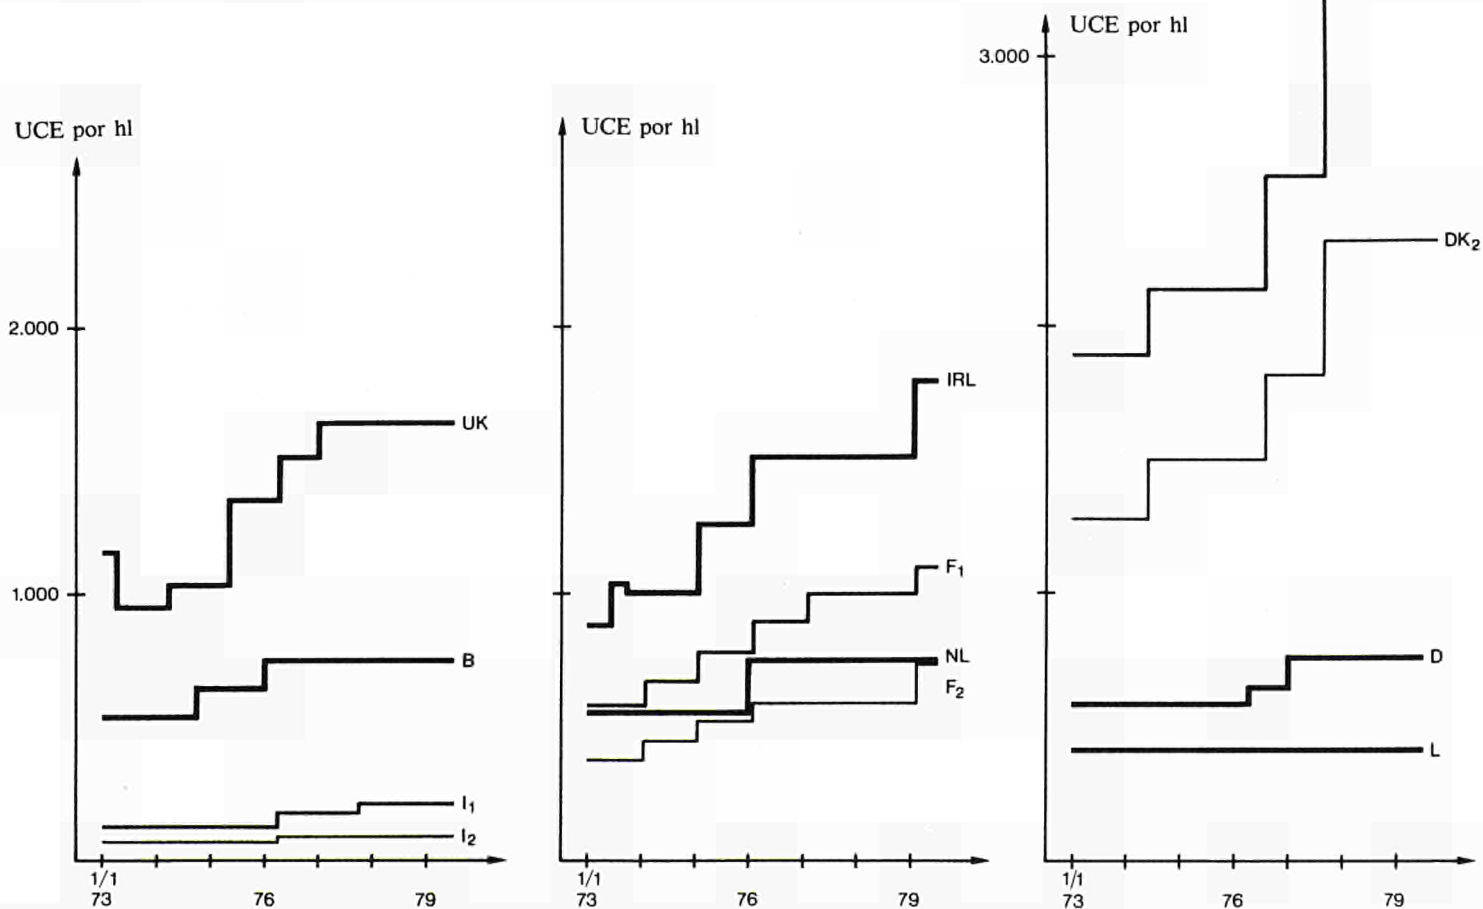 UCE por hl
2.000
1.000
UK
B
I1
I2
1/1
73
76
79
UCE por hl
IRL
F1
NL
F2
1/1
73
76
79
UCE por hl
3.000
DK2
D
L
1/1
73
76
79